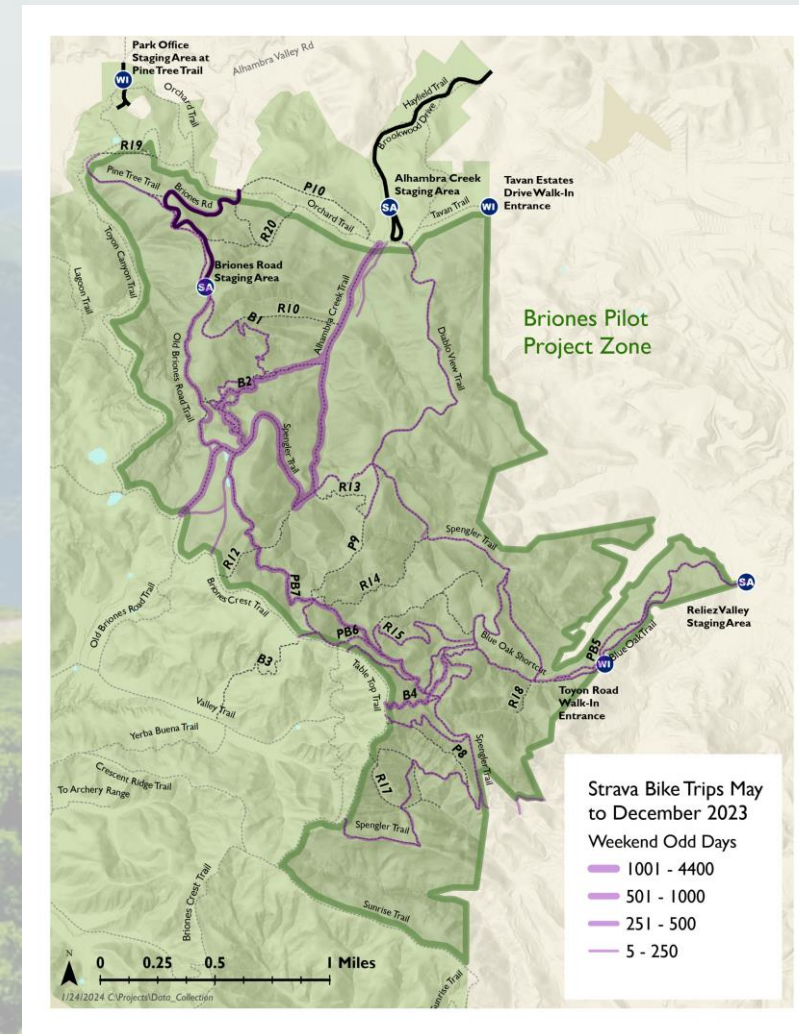 Park Office
Staging Area at
Pine Tree Trail
WI
Alhambra Valley Rd
Orchard Trail
Hayfield Trail
Brookwood Drive
R19
Pine Tree Trail
Briones Rd
P10
Orchard Trail
R20
Alhambra Creek
Staging Area
SA
Tavan Trail
Tavan Estates
Drive Walk-In
Entrance
WI
Toyon Canyon Trail
Lagoon Trail
Briones Road
Staging Area
SA
R10
B1
Alhambra Creek Trail
Briones Pilot
Project Zone
Old Briones Road Trail
B2
Diablo View Trail
Spengler Trail
R13
P9
Spengler Trail
R12
R14
PB7
Briones Crest Trail
Old Briones Road Trail
PB6
R15
Blue Oak Shortcut
PB5
Blue Oak Trail
SA
Reliez Valley
Staging Area
WI
Toyon Road
Walk-In
Entrance
B3
Table Top Trail
B4
R18
Valley Trail
Yerba Buena Trail
P8
Spengler Trail
Crescent Ridge Trail
To Archery Range
R17
Spengler Trail
Briones Crest Trail
Sunrise Trail
Sunrise Trail
Strava Bike Trips May
to December 2023
Weekend Odd Days
1001 - 4400
501 - 1000
251 - 500
5 - 250
N
0 0.25 0.5 1 Miles
1/24/2024 C:\Projects\Data_Collection